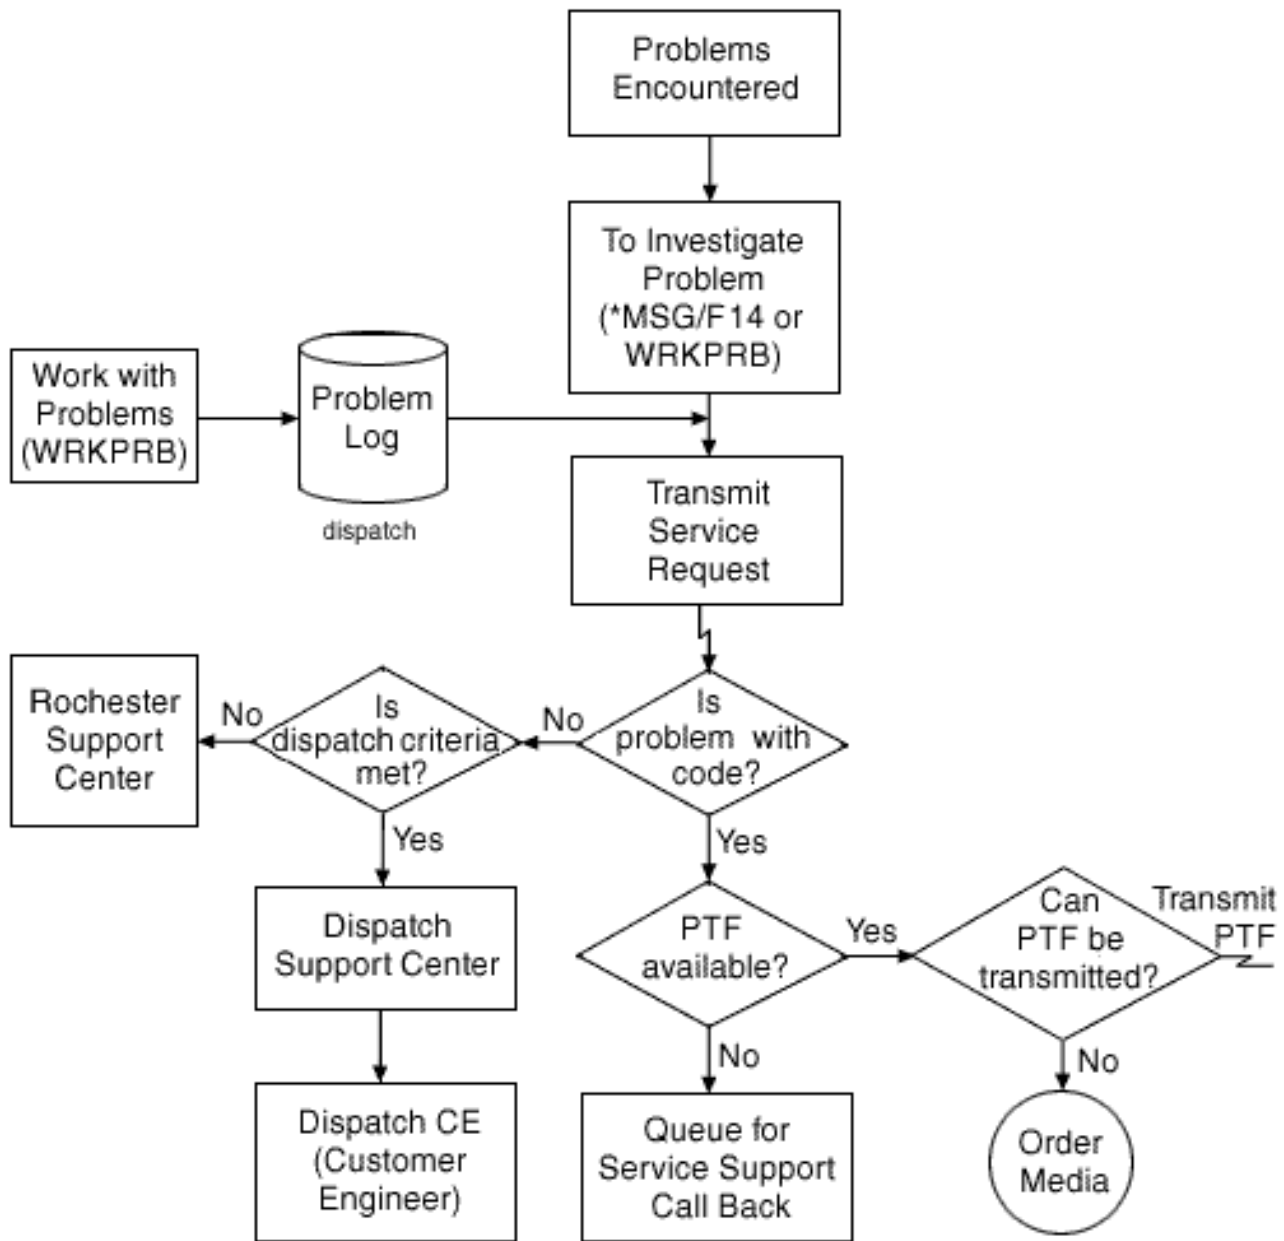 Problems
Encountered
To Investigate
Problem
(*MSG/F14 or
WRKPRB)
Work with
Problems
(WRKPRB)
Problem
Log
dispatch
Transmit
Service
Request
Rochester
Support
Center
No
Is
dispatch criteria
met?
No
Is
problem with
code?
Yes
Yes
Dispatch
Support Center
PTF
available?
Yes
Can
PTF be
transmitted?
Transmit
PTF
No
No
Dispatch CE
(Customer
Engineer)
Queue for
Service Support
Call Back
Order
Media